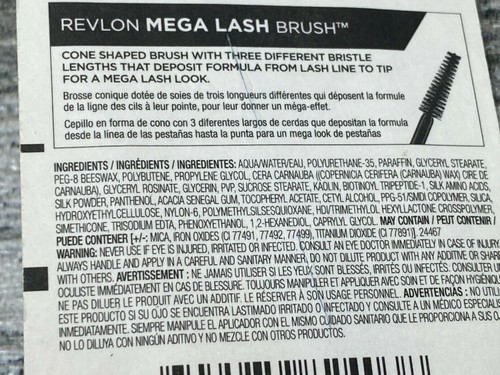 REVLON MEGA LASH BRUSH™
CONE SHAPED BRUSH WITH THREE DIFFERENT BRISTLE
LENGTHS THAT DEPOSIT FORMULA FROM LASH LINE TO TIP
FOR A MEGA LASH LOOK.
Brosse conique dotée de soies de trois longueurs différentes qui déposent la formule
de la ligne des cils à leur pointe, pour leur donner un méga-effet.
Cepillo en forma de cono con 3 diferentes largos de cerdas que depositan la formula
desde la línea de las pestañas hasta la punta para un mega look de pestañas
INGREDIENTS / INGRÉDIENTS / INGREDIENTES: AQUA/WATER/EAU, POLYURETHANE-35, PARAFFIN, GLYCERYL STEARATE,
PEG-8 BEESWAX, POLYBUTENE, PROPYLENE GLYCOL, CERA CARNAUBA ((COPERNICIA CERIFERA (CARNAUBA) WAX) CIRE DE
CARNAUBA), GLYCERYL ROSINATE, GLYCERIN, PVP, SUCROSE STEARATE, KAOLIN, BIOTINOYL TRIPEPTIDE-1, SILK AMINO ACIDS,
SILK POWDER, PANTHENOL, ACACIA SENEGAL GUM, TOCOPHERYL ACETATE, CETYL ALCOHOL, PPG-51/SMDI COPOLYMER, SILICA,
HYDROXYETHYLCELLULOSE, NYLON-6, POLYMETHYLSILSESQUIOXANE, HDI/TRIMETHYLOL HEXYLLACTONE CROSSPOLYMER,
SIMETHICONE, TRISODIUM EDTA, PHENOXYETHANOL, 1,2-HEXANEDIOL, CAPRYLYL GLYCOL. MAY CONTAIN / PEUT CONTENIR /
PUEDE CONTENER [+/-: MICA, IRON OXIDES (CI 77491, 77492, 77499), TITANIUM DIOXIDE (CI 77891)]. 24467
WARNING: NEVER USE IF EYE IS INJURED, IRRITATED OR INFECTED. CONSULT AN EYE DOCTOR IMMEDIATELY IN CASE OF
ALWAYS HANDLE AND APPLY IN A CAREFUL AND SANITARY MANNER, DO NOT DILUTE PRODUCT WITH ANY ADDITIVE OR SHARE
WITH OTHERS. AVERTISSEMENT : NE JAMAIS UTILISER SI LES YEUX SONT BLESSÉS, IRRITÉS OU INFECTÉS. CONSULTER
OCULISTE IMMÉDIATEMENT EN CAS DE BLESSURE. TOUJOURS MANIPULER ET APPLIQUER AVEC SOIN ET DE FAÇON HYGIÉNIQUE
NE PAS DILUER LE PRODUIT AVEC UN ADDITIF. LE RÉSERVER À SON USAGE PERSONNEL. ADVERTENCIAS : NO
ESTE PRODUCTO SI SU OJO SE ENCUENTRA LASTIMADO IRRITADO O INFECTADO Y CONSULTE A UN MÉDICO
INMEDIATAMENTE. SIEMPRE MANIPULE EL APLICADOR CON EL MISMO CUIDADO SANITARIO QUE LE PROPORCIONA A SUS
NO LO DILUYA CON NINGÚN ADITIVO Y NO MEZCLE CON OTROS PRODUCTOS.